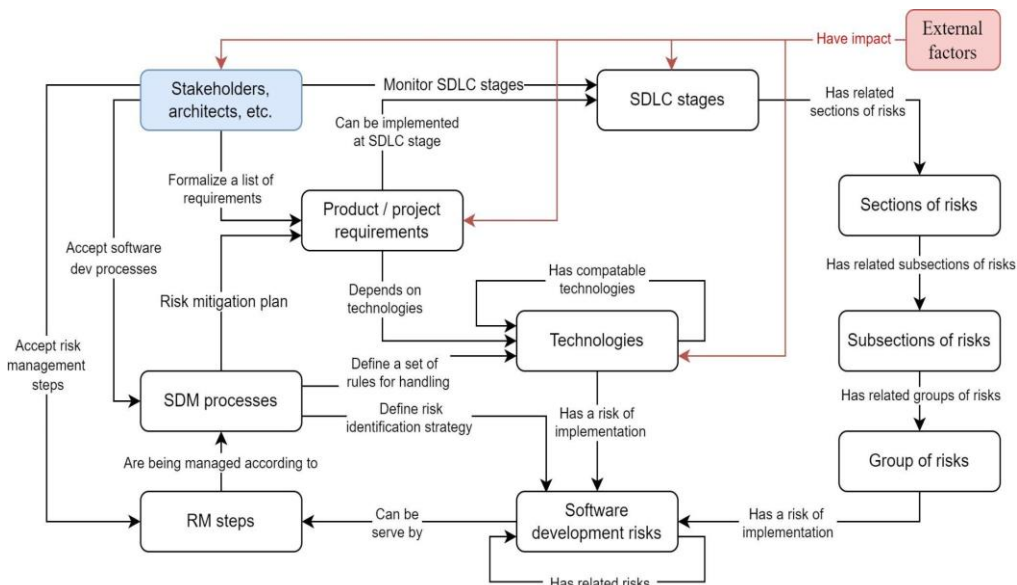 External
factors
Have impact
Stakeholders,
architects, etc.
Monitor SDLC stages
SDLC stages
Has related
sections of risks
Can be implemented
at SDLC stage
Formalize a list of
requirements
Product / project
requirements
Sections of risks
Accept software
dev processes
Has related subsections of risks
Risk mitigation plan
Depends on
technologies
Has compatable
technologies
Technologies
Subsections of risks
Accept risk
management
steps
Define a set of
rules for handling
SDM processes
Define risk
identification strategy
Has a risk of
implementation
Has related groups of risks
Are being managed according to
Group of risks
RM steps
Can be
serve by
Software
development risks
Has a risk of
implementation
Has related risks